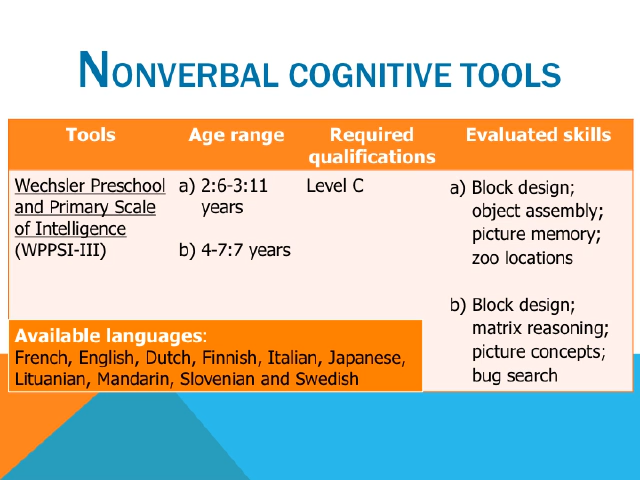 NONVERBAL COGNITIVE TOOLS
Tools
Age range
Required
qualifications
Evaluated skills
Wechsler Preschool
and Primary Scale
of Intelligence
(WPPSI-III)
a) 2:6-3:11
years
b) 4-7:7 years
Level C
a) Block design;
object assembly;
picture memory;
zoo locations
b) Block design;
matrix reasoning;
picture concepts;
bug search
Available languages:
French, English, Dutch, Finnish, Italian, Japanese,
Lituanian, Mandarin, Slovenian and Swedish